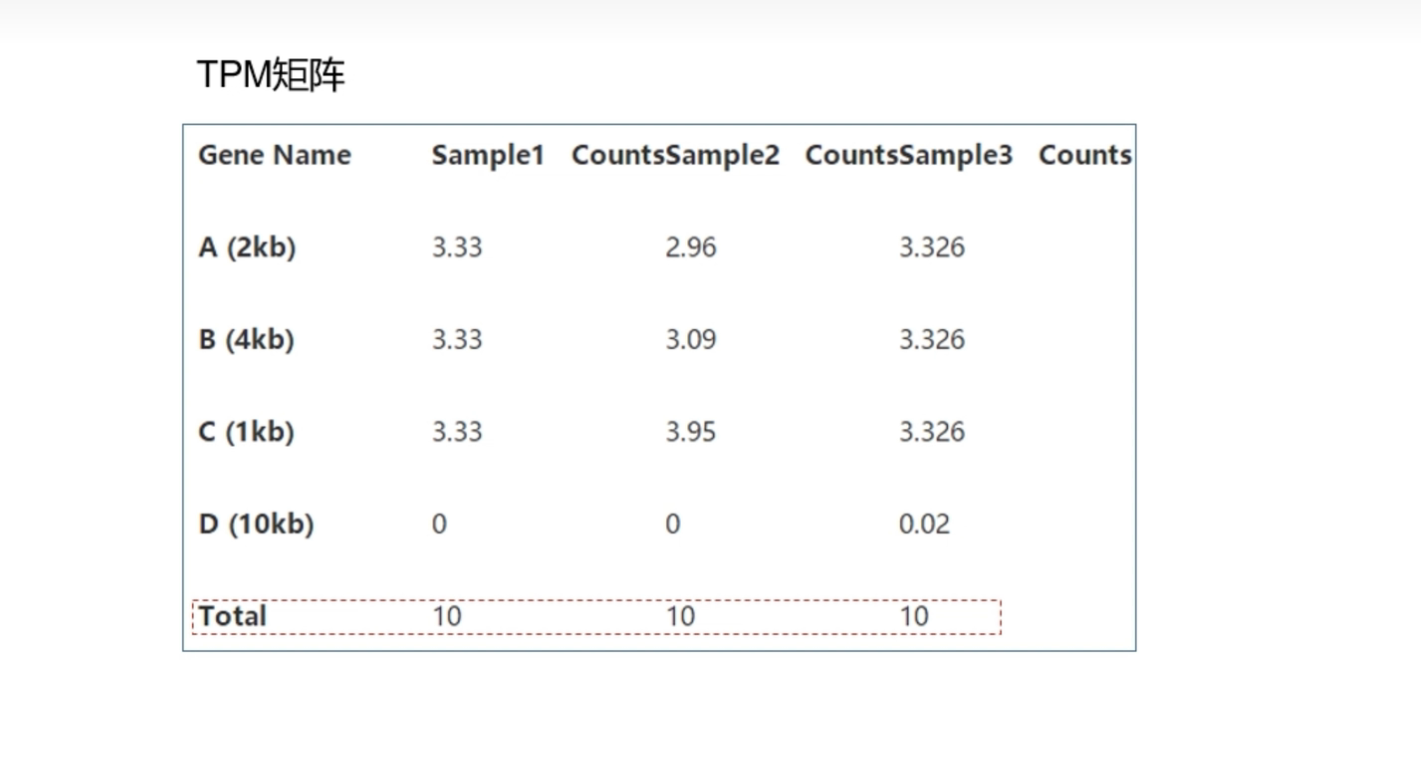 TPM矩阵
Gene Name Sample1 CountsSample2 CountsSample3 Counts
A (2kb) 3.33 2.96 3.326
B (4kb) 3.33 3.09 3.326
C (1kb) 3.33 3.95 3.326
D (10kb) 0 0 0.02
Total 10 10 10